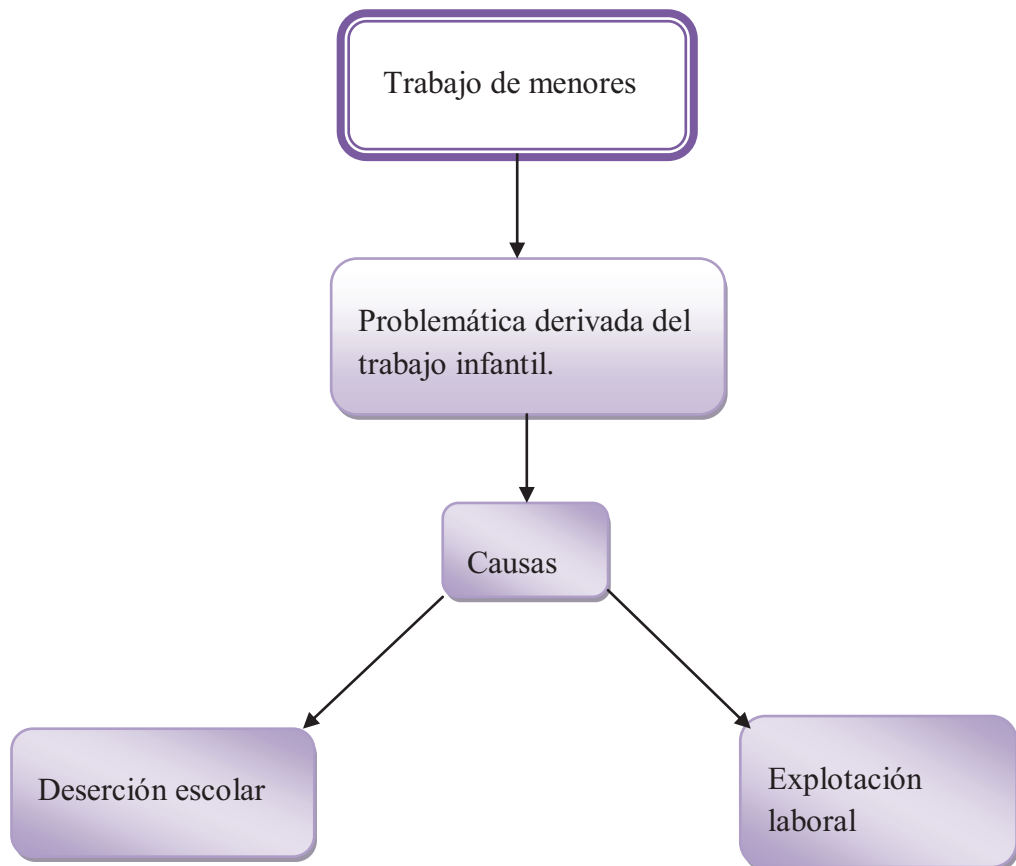 Trabajo de menores
Problemática derivada del
trabajo infantil.
Causas
Deserción escolar
Explotación
laboral